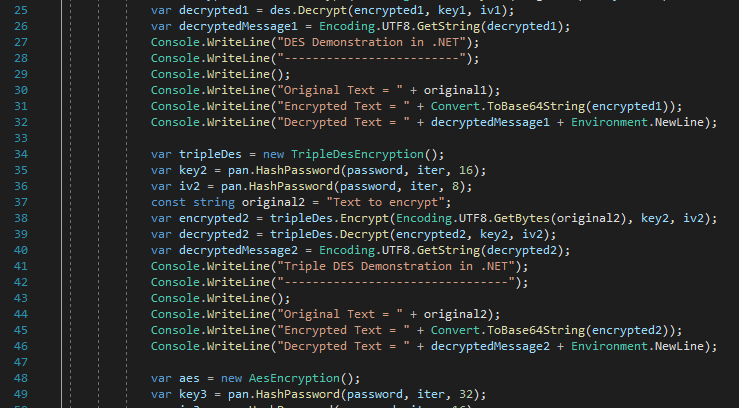 25 var decrypted1 = des.Decrypt(encrypted1, key1, iv1);
26 var decryptedMessage1 = Encoding.UTF8.GetString(decrypted1);
27 Console.WriteLine("DES Demonstration in .NET");
28 Console.WriteLine("-------------------------");
29 Console.WriteLine();
30 Console.WriteLine("Original Text = " + original1);
31 Console.WriteLine("Encrypted Text = " + Convert.ToBase64String(encrypted1));
32 Console.WriteLine("Decrypted Text = " + decryptedMessage1 + Environment.NewLine);
33
34 var tripleDes = new TripleDesEncryption();
35 var key2 = pan.HashPassword(password, iter, 16);
36 var iv2 = pan.HashPassword(password, iter, 8);
37 const string original2 = "Text to encrypt";
38 var encrypted2 = tripleDes.Encrypt(Encoding.UTF8.GetBytes(original2), key2, iv2);
39 var decrypted2 = tripleDes.Decrypt(encrypted2, key2, iv2);
40 var decryptedMessage2 = Encoding.UTF8.GetString(decrypted2);
41 Console.WriteLine("Triple DES Demonstration in .NET");
42 Console.WriteLine("--------------------------------");
43 Console.WriteLine();
44 Console.WriteLine("Original Text = " + original2);
45 Console.WriteLine("Encrypted Text = " + Convert.ToBase64String(encrypted2));
46 Console.WriteLine("Decrypted Text = " + decryptedMessage2 + Environment.NewLine);
47
48 var aes = new AesEncryption();
49 var key3 = pan.HashPassword(password, iter, 32);